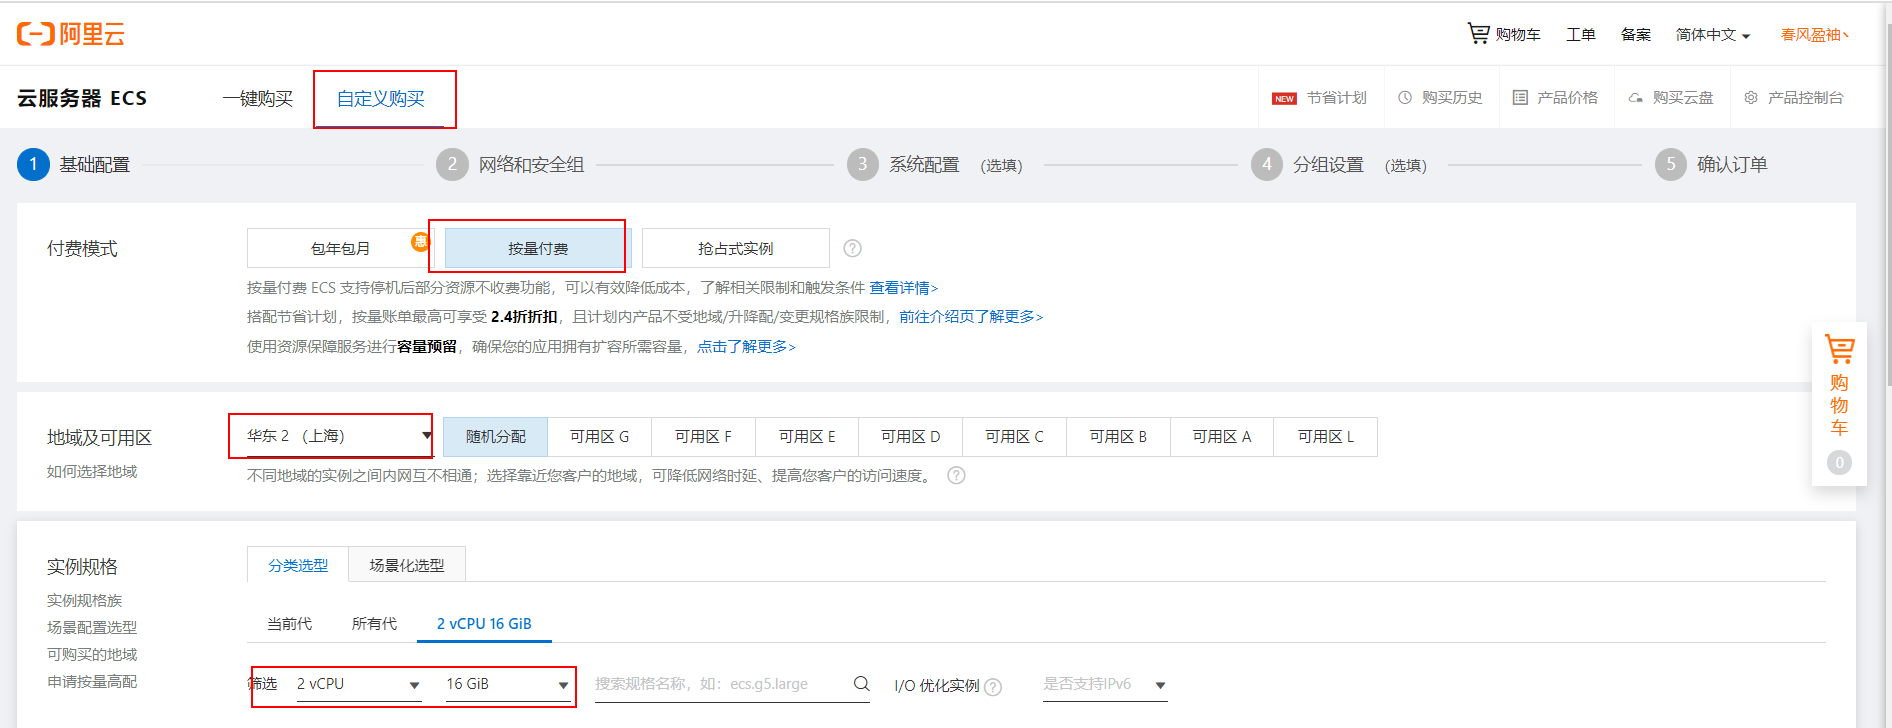 阿里云
购物车 工单 备案 简体中文 春风盈袖丶
云服务器 ECS 一键购买 自定义购买 NEW 节省计划 购买历史 产品价格 购买云盘 产品控制台
1 基础配置 2 网络和安全组 3 系统配置 (选填) 4 分组设置 (选填) 5 确认订单
付费模式 包年包月 惠 按量付费 抢占式实例 ?
按量付费 ECS 支持停机后部分资源不收费功能，可以有效降低成本，了解相关限制和触发条件 查看详情>
搭配节省计划，按量账单最高可享受 2.4折折扣，且计划内产品不受地域/升降配/变更规格族限制，前往介绍页了解更多>
使用资源保障服务进行容量预留，确保您的应用拥有扩容所需容量，点击了解更多>
购物车
0
地域及可用区 华东 2 （上海） 随机分配 可用区 G 可用区 F 可用区 E 可用区 D 可用区 C 可用区 B 可用区 A 可用区 L
如何选择地域 不同地域的实例之间内网互不相通；选择靠近您客户的地域，可降低网络时延、提高您客户的访问速度。 ?
实例规格 分类选型 场景化选型
实例规格族
场景配置选型 当前代 所有代 2 vCPU 16 GiB
可购买的地域
申请按量高配 筛选 2 vCPU 16 GiB 搜索规格名称，如：ecs.g5.large I/O 优化实例 ? 是否支持IPv6